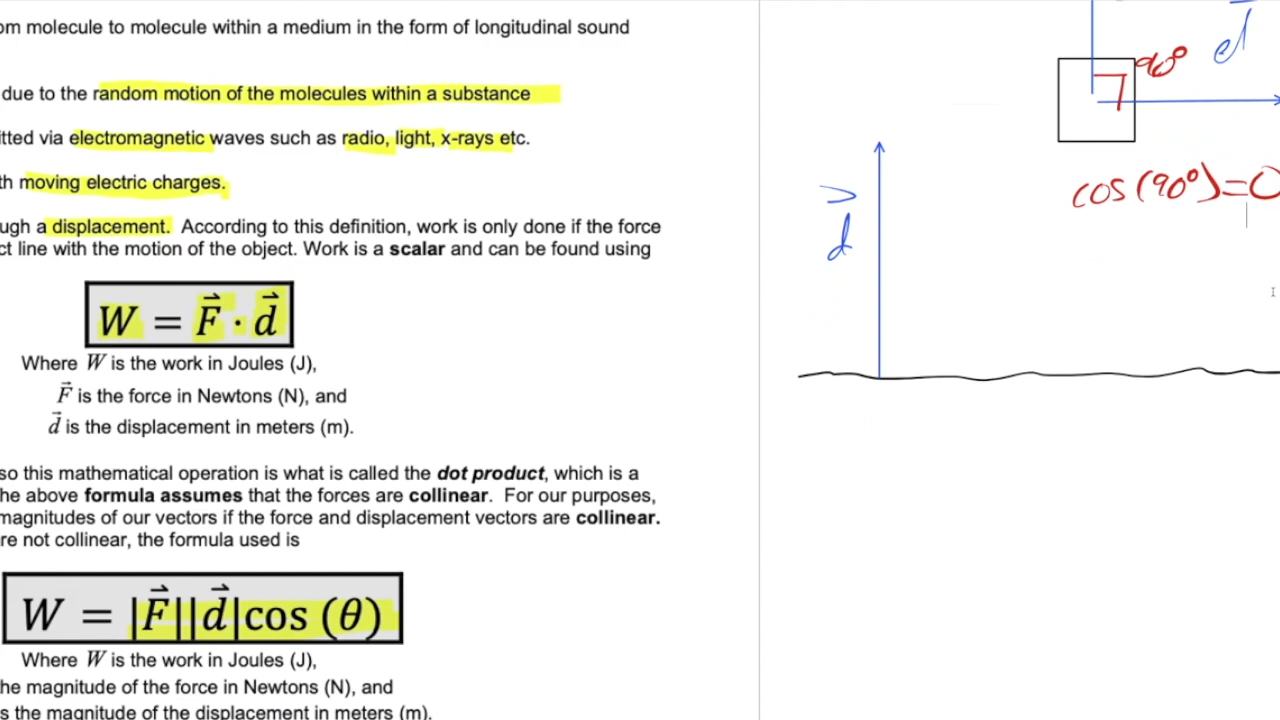 om molecule to molecule within a medium in the form of longitudinal sound
due to the random motion of the molecules within a substance
itted via electromagnetic waves such as radio, light, x-rays etc.
th moving electric charges.
ugh a displacement. According to this definition, work is only done if the force
ct line with the motion of the object. Work is a scalar and can be found using
W = F⃗ · d⃗
Where W is the work in Joules (J),
F⃗ is the force in Newtons (N), and
d⃗ is the displacement in meters (m).
so this mathematical operation is what is called the dot product, which is a
he above formula assumes that the forces are collinear. For our purposes,
magnitudes of our vectors if the force and displacement vectors are collinear.
re not collinear, the formula used is
W = |F⃗||d⃗|cos (θ)
Where W is the work in Joules (J),
he magnitude of the force in Newtons (N), and
s the magnitude of the displacement in meters (m).
d
90°
cos(90°)=0
d⃗